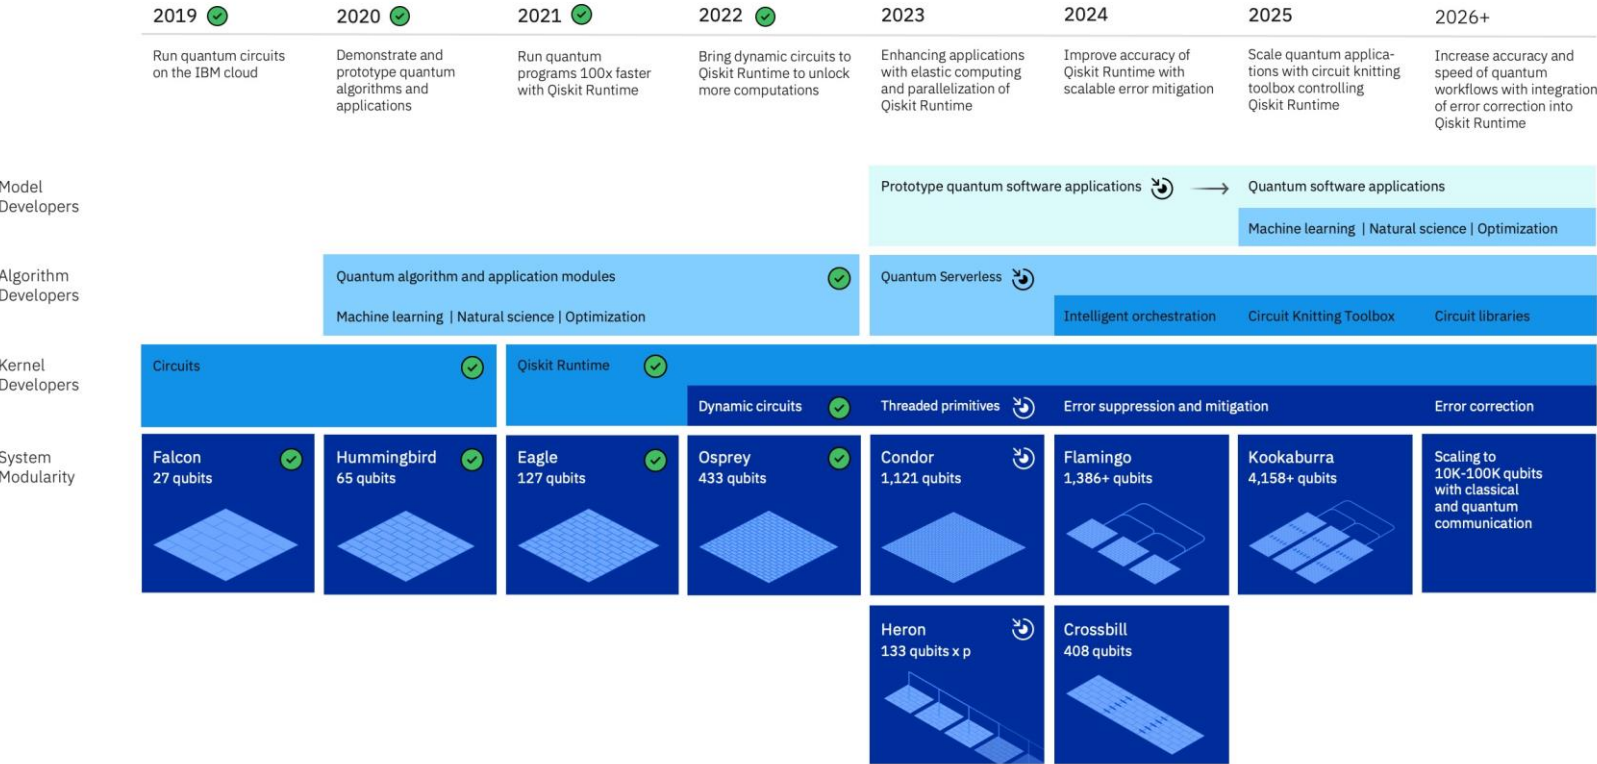 2019
2020
2021
2022
2023
2024
2025
2026+
Run quantum circuits
on the IBM cloud
Demonstrate and
prototype quantum
algorithms and
applications
Run quantum
programs 100x faster
with Qiskit Runtime
Bring dynamic circuits to
Qiskit Runtime to unlock
more computations
Enhancing applications
with elastic computing
and parallelization of
Qiskit Runtime
Improve accuracy of
Qiskit Runtime with
scalable error mitigation
Scale quantum applica-
tions with circuit knitting
toolbox controlling
Qiskit Runtime
Increase accuracy and
speed of quantum
workflows with integration
of error correction into
Qiskit Runtime
Model
Developers
Prototype quantum software applications
Quantum software applications
Machine learning | Natural science | Optimization
Algorithm
Developers
Quantum algorithm and application modules
Machine learning | Natural science | Optimization
Quantum Serverless
Intelligent orchestration
Circuit Knitting Toolbox
Circuit libraries
Kernel
Developers
Circuits
Qiskit Runtime
Dynamic circuits
Threaded primitives
Error suppression and mitigation
Error correction
System
Modularity
Falcon
27 qubits
Hummingbird
65 qubits
Eagle
127 qubits
Osprey
433 qubits
Condor
1,121 qubits
Flamingo
1,386+ qubits
Kookaburra
4,158+ qubits
Scaling to
10K-100K qubits
with classical
and quantum
communication
Heron
133 qubits x p
Crossbill
408 qubits